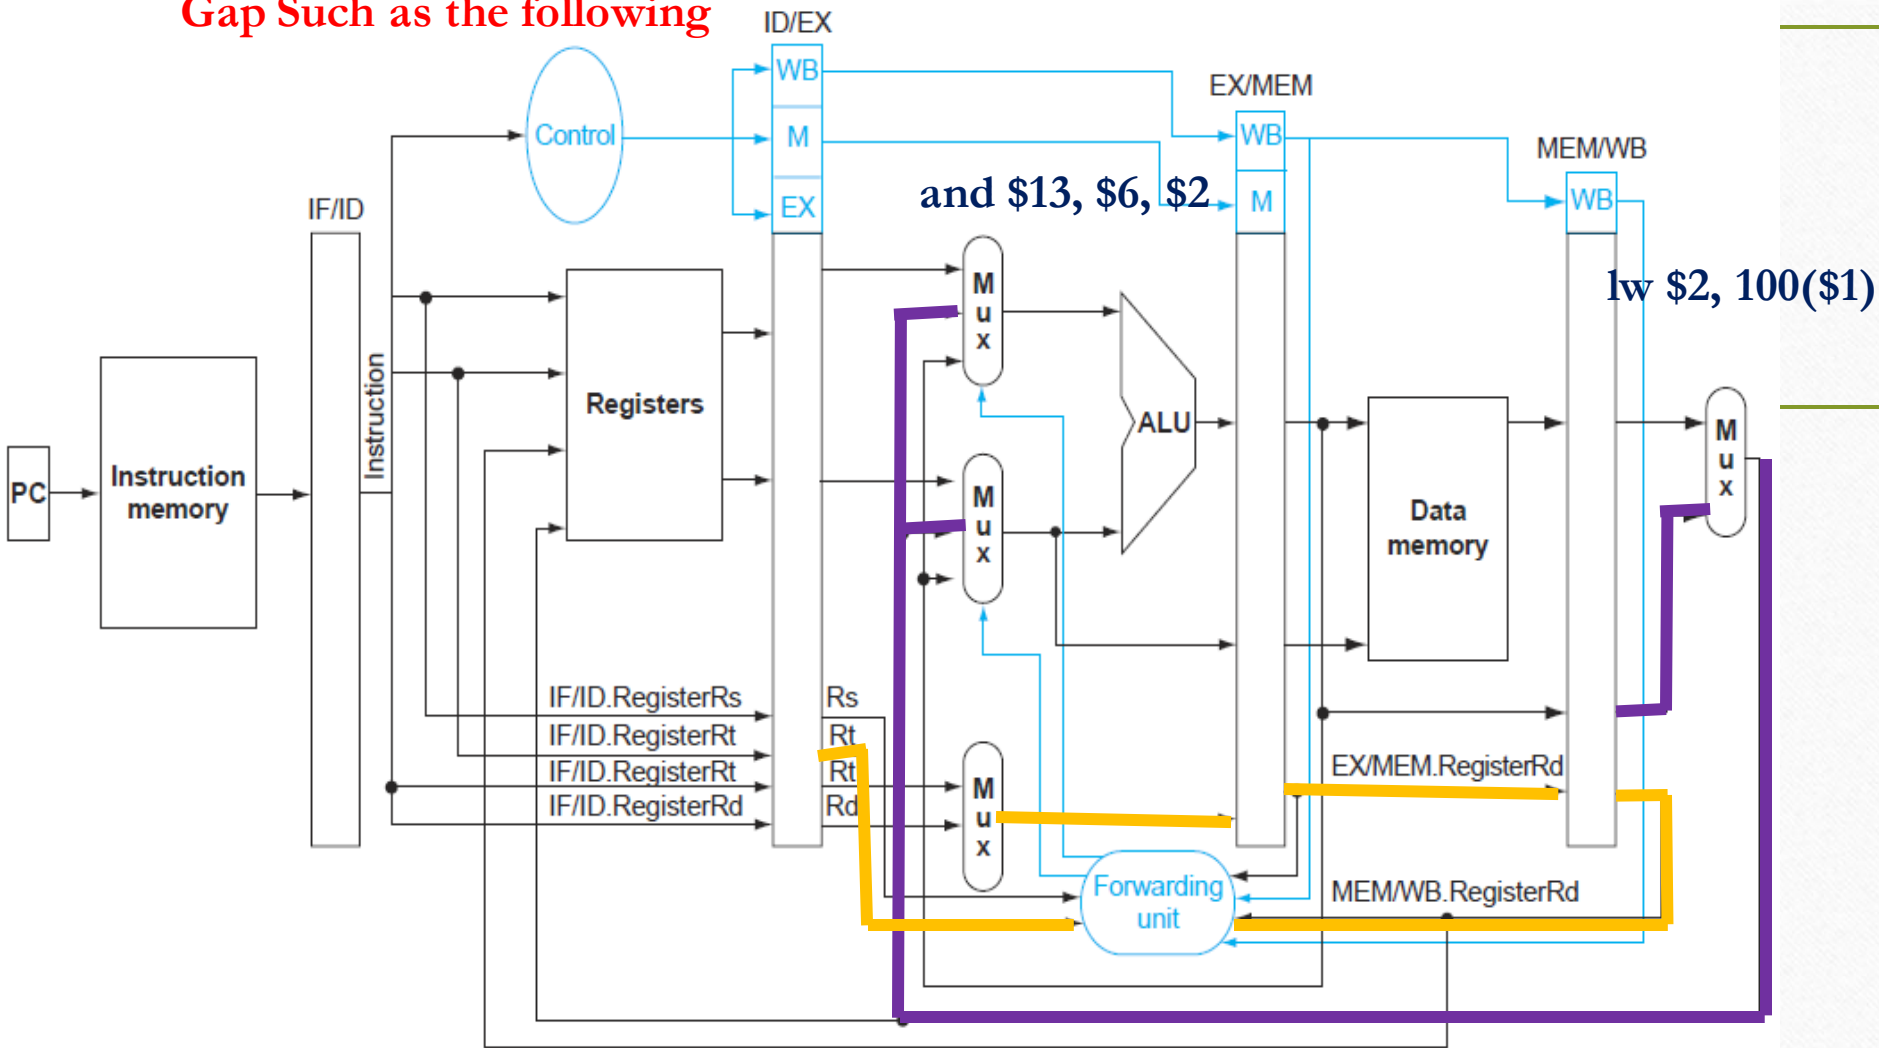 Gap Such as the following
ID/EX
WB
EX/MEM
Control
M
WB
MEM/WB
and $13, $6, $2
IF/ID
EX
M
WB
lw $2, 100($1)
M
u
x
Instruction
Registers
ALU
M
u
x
PC
Instruction
memory
M
u
x
Data
memory
IF/ID.RegisterRs
Rs
IF/ID.RegisterRt
Rt
IF/ID.RegisterRt
Rt
EX/MEM.RegisterRd
IF/ID.RegisterRd
Rd
M
u
x
Forwarding
unit
MEM/WB.RegisterRd